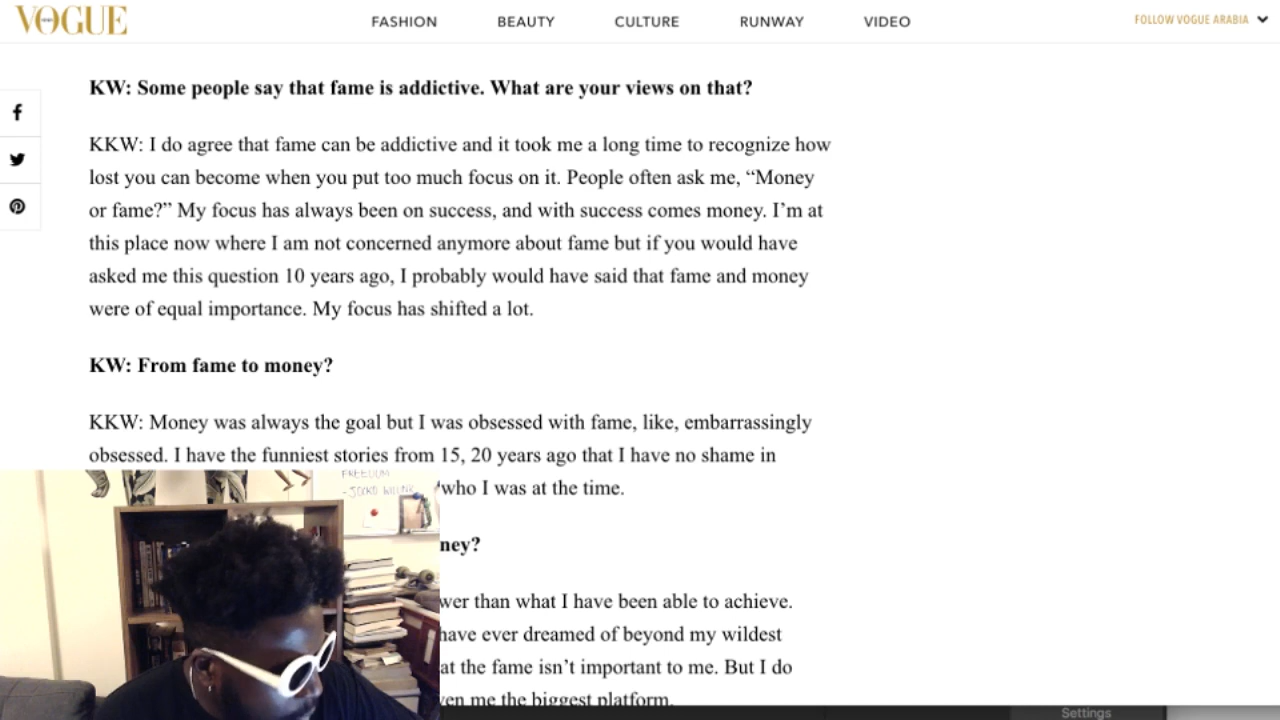 VOGUE
FASHION BEAUTY CULTURE RUNWAY VIDEO
FOLLOW VOGUE ARABIA
KW: Some people say that fame is addictive. What are your views on that?
KKW: I do agree that fame can be addictive and it took me a long time to recognize how
lost you can become when you put too much focus on it. People often ask me, “Money
or fame?” My focus has always been on success, and with success comes money. I’m at
this place now where I am not concerned anymore about fame but if you would have
asked me this question 10 years ago, I probably would have said that fame and money
were of equal importance. My focus has shifted a lot.
KW: From fame to money?
KKW: Money was always the goal but I was obsessed with fame, like, embarrassingly
obsessed. I have the funniest stories from 15, 20 years ago that I have no shame in
who I was at the time.
ney?
wer than what I have been able to achieve.
have ever dreamed of beyond my wildest
at the fame isn’t important to me. But I do
ven me the biggest platform.
FREEDOM
- JOCKO
Settings